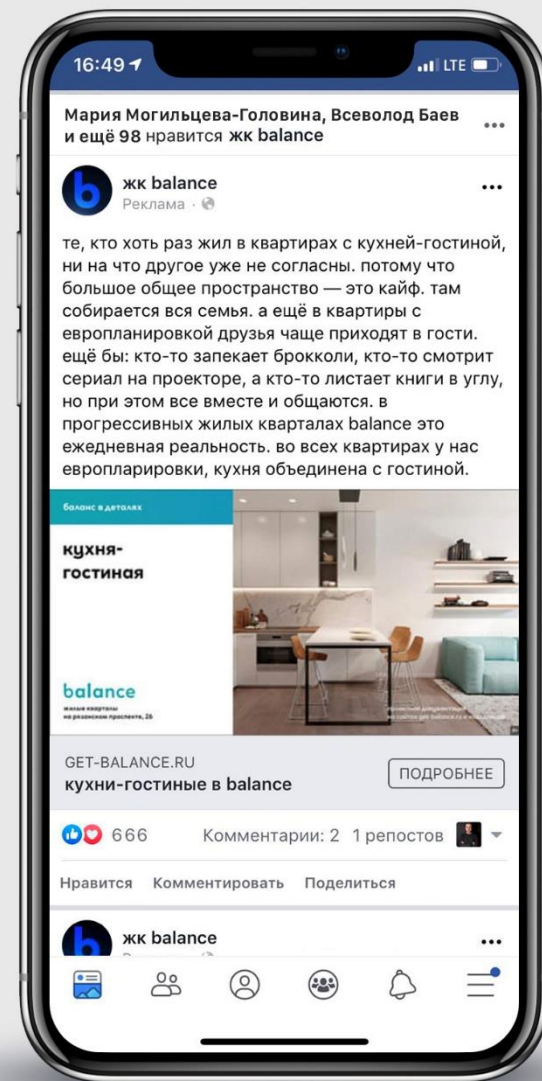 16:49
LTE
Мария Могильцева-Головина, Всеволод Баев
и ещё 98 нравится жк balance
жк balance
Реклама ·
те, кто хоть раз жил в квартирах с кухней-гостиной,
ни на что другое уже не согласны. потому что
большое общее пространство — это кайф. там
собирается вся семья. а ещё в квартиры с
европланировкой друзья чаще приходят в гости.
ещё бы: кто-то запекает брокколи, кто-то смотрит
сериал на проекторе, а кто-то листает книги в углу,
но при этом все вместе и общаются. в
прогрессивных жилых кварталах balance это
ежедневная реальность. во всех квартирах у нас
европларировки, кухня объединена с гостиной.
баланс в деталях
кухня-
гостиная
balance
жилые кварталы
на рязанском проспекте, 26
GET-BALANCE.RU
кухни-гостиные в balance
ПОДРОБНЕЕ
666
Комментарии: 2 1 репостов
Нравится Комментировать Поделиться
жк balance